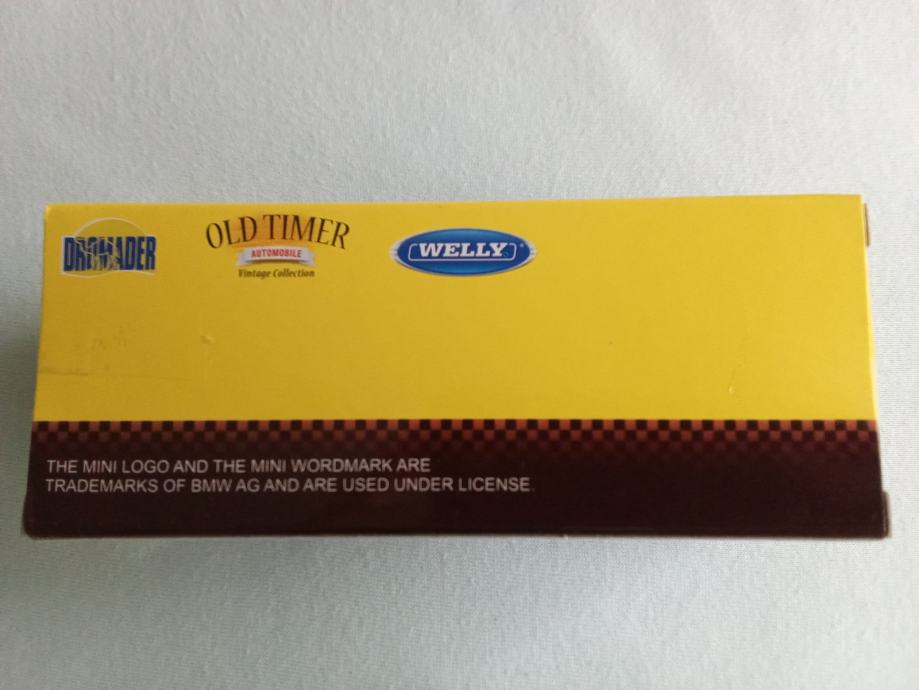 DROMADER
OLD TIMER
AUTOMOBILE
Vintage Collection
WELLY®
THE MINI LOGO AND THE MINI WORDMARK ARE
TRADEMARKS OF BMW AG AND ARE USED UNDER LICENSE.